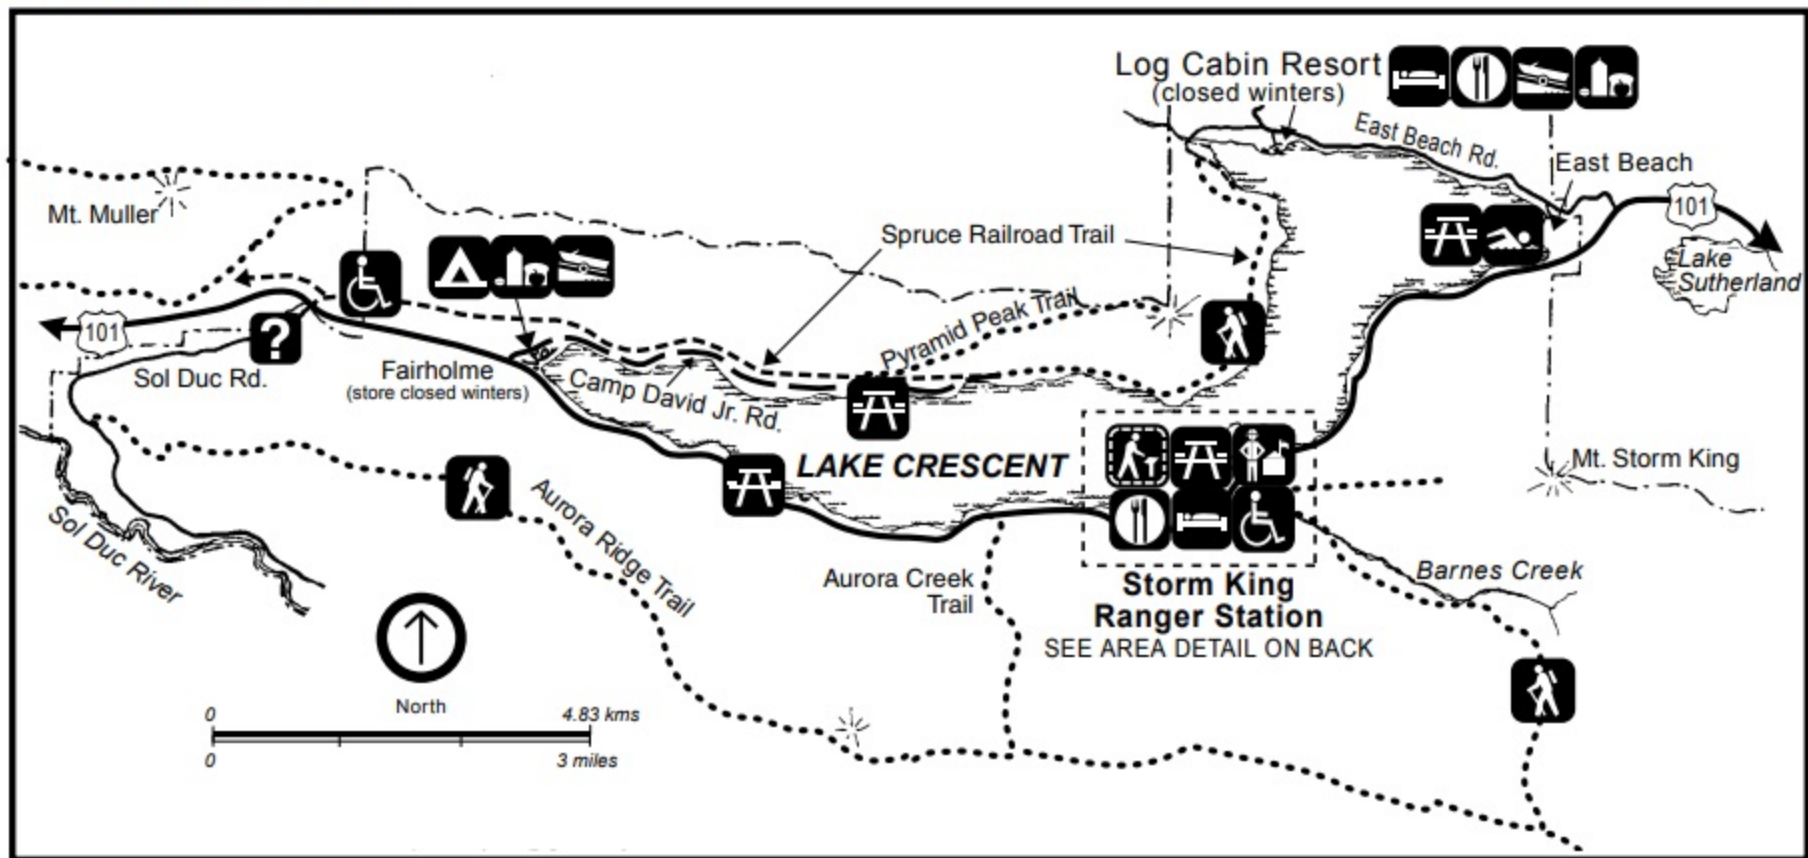 Log Cabin Resort
(closed winters)
East Beach Rd.
East Beach
Mt. Muller
101
Spruce Railroad Trail
Lake
Sutherland
Pyramid Peak Trail
101
?
Sol Duc Rd.
Fairholme
(store closed winters)
Camp David Jr. Rd.
LAKE CRESCENT
Mt. Storm King
Sol Duc River
Aurora Ridge Trail
Aurora Creek
Trail
Storm King
Ranger Station
SEE AREA DETAIL ON BACK
Barnes Creek
North
0
4.83 kms
0
3 miles